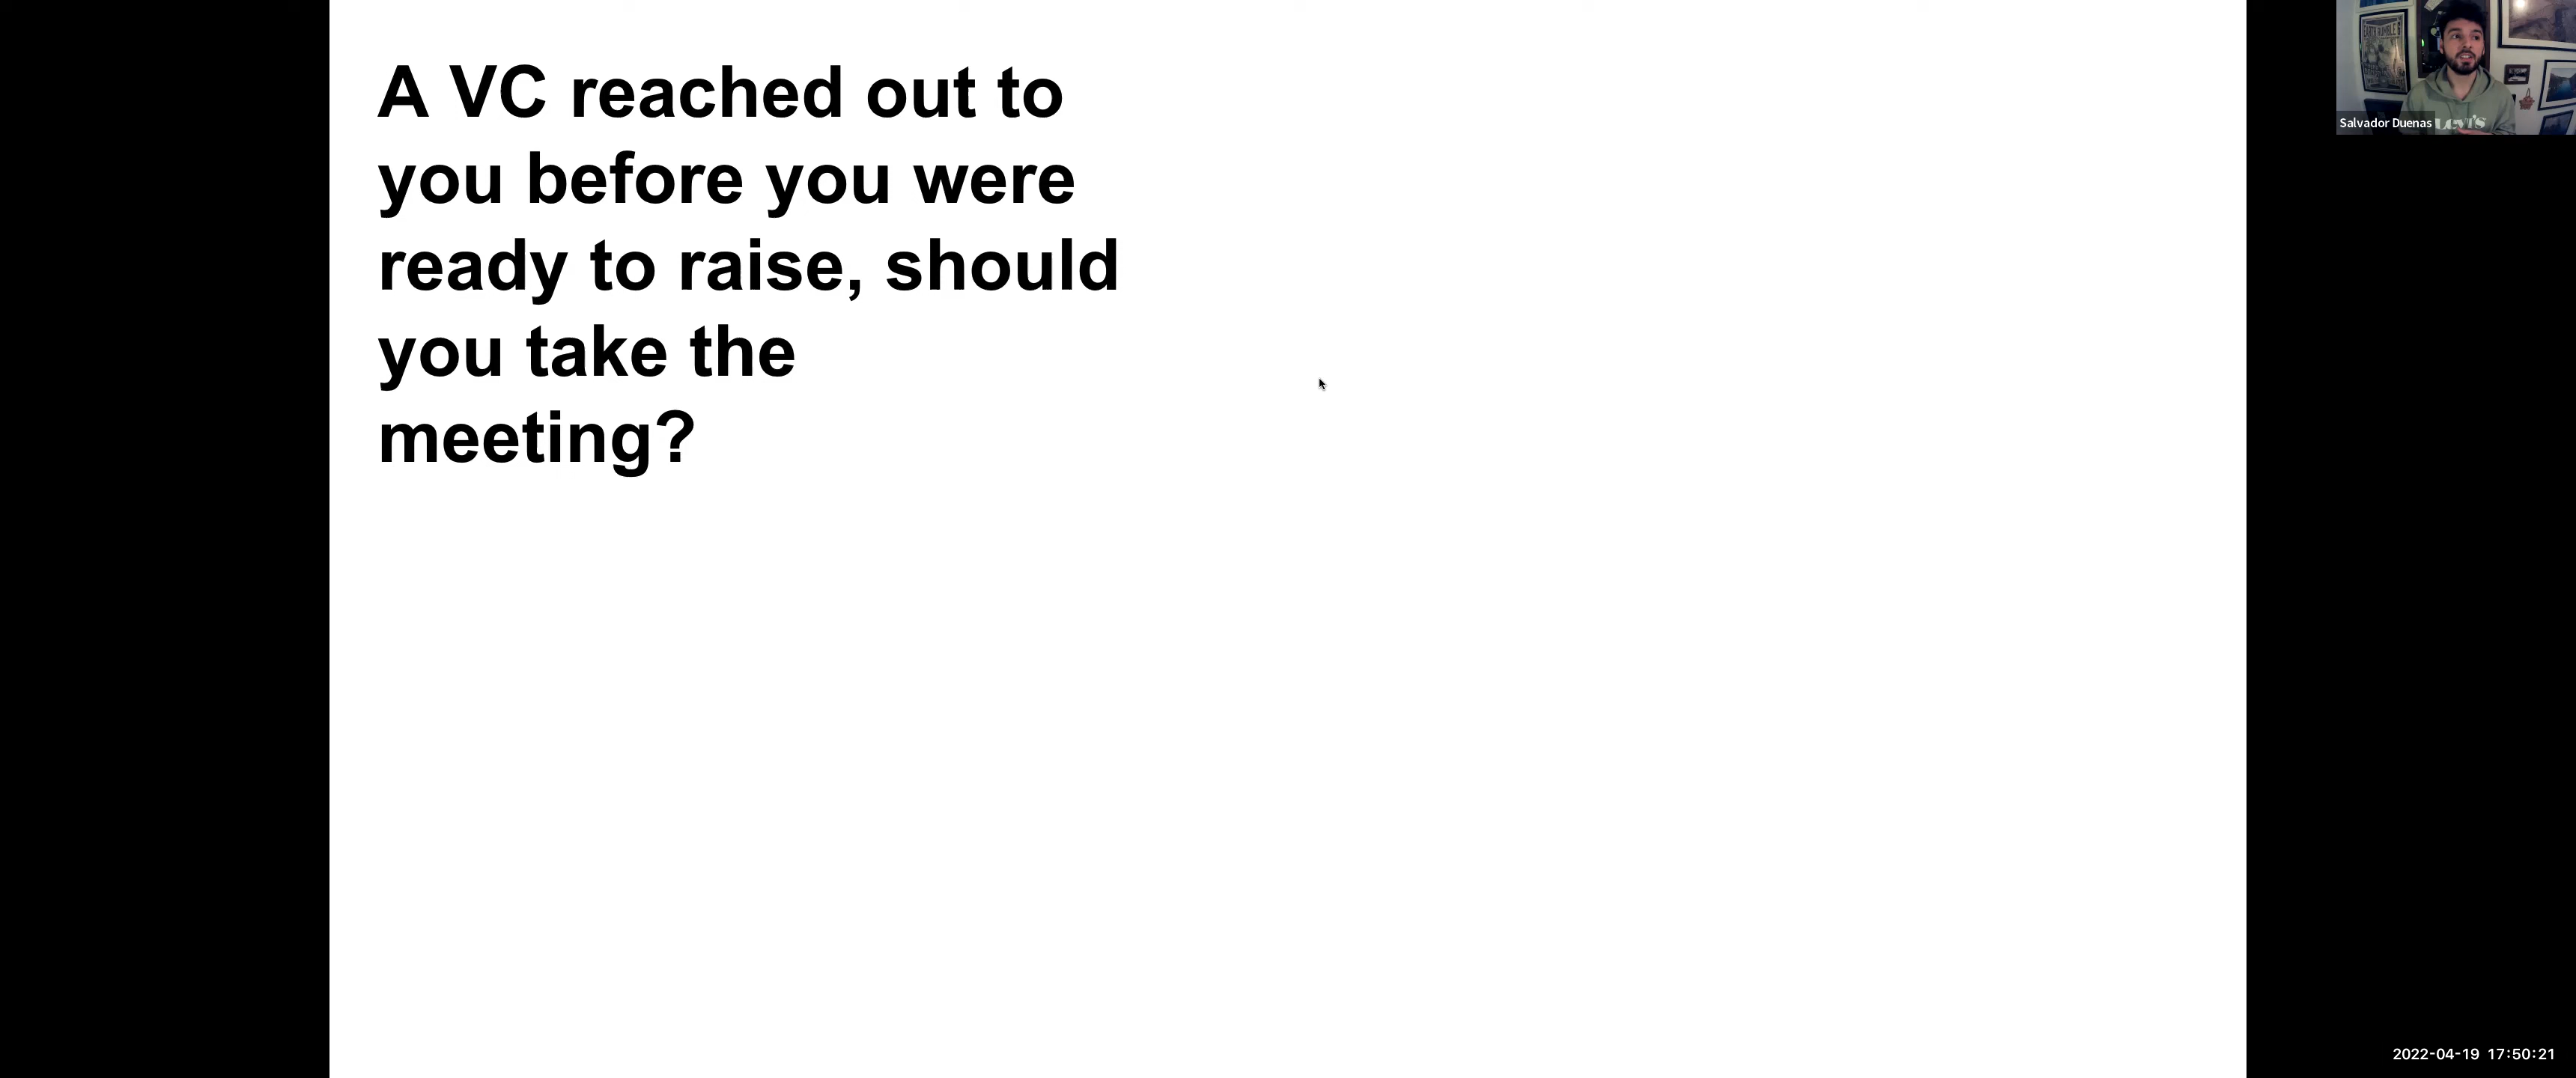 A VC reached out to
you before you were
ready to raise, should
you take the
meeting?
Salvador Duenas
LEVI'S
2022-04-19 17:50:21